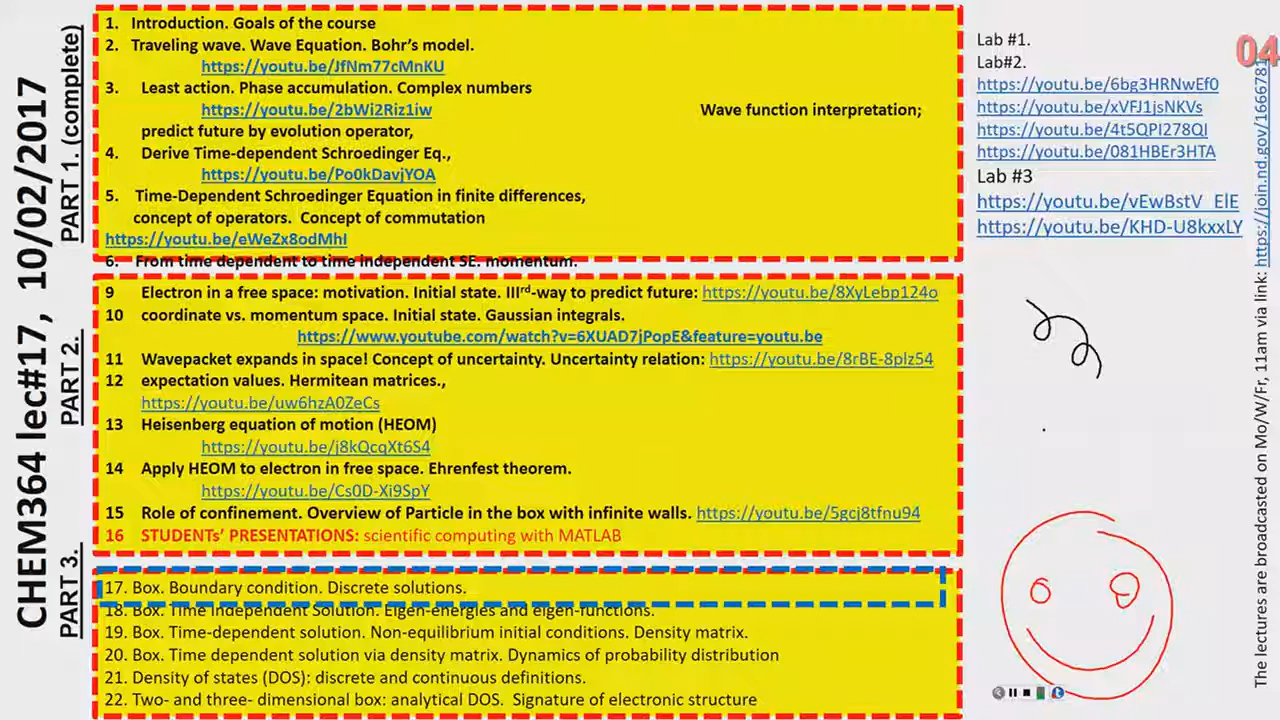 CHEM364 lec#17, 10/02/2017
PART 1. (complete)
1. Introduction. Goals of the course
2. Traveling wave. Wave Equation. Bohr's model.
https://youtu.be/JfNm77cMnKU
3. Least action. Phase accumulation. Complex numbers
https://youtu.be/2bWi2Riz1iw Wave function interpretation;
predict future by evolution operator,
4. Derive Time-dependent Schroedinger Eq.,
https://youtu.be/Po0kDavjYOA
5. Time-Dependent Schroedinger Equation in finite differences,
concept of operators. Concept of commutation
https://youtu.be/eWeZx8odMhI
6. From time dependent to time independent SE. momentum.
PART 2.
9 Electron in a free space: motivation. Initial state. IIIrd-way to predict future: https://youtu.be/8XyLebp124o
10 coordinate vs. momentum space. Initial state. Gaussian integrals.
https://www.youtube.com/watch?v=6XUAD7jPopE&feature=youtu.be
11 Wavepacket expands in space! Concept of uncertainty. Uncertainty relation: https://youtu.be/8rBE-8plz54
12 expectation values. Hermitean matrices.,
https://youtu.be/uw6hzA0ZeCs
13 Heisenberg equation of motion (HEOM)
https://youtu.be/j8kQcqXt6S4
14 Apply HEOM to electron in free space. Ehrenfest theorem.
https://youtu.be/Cs0D-Xi9SpY
15 Role of confinement. Overview of Particle in the box with infinite walls. https://youtu.be/5gcj8tfnu94
16 STUDENTs' PRESENTATIONS: scientific computing with MATLAB
PART 3.
17. Box. Boundary condition. Discrete solutions.
18. Box. Time independent Solution. Eigen-energies and eigen-functions.
19. Box. Time-dependent solution. Non-equilibrium initial conditions. Density matrix.
20. Box. Time dependent solution via density matrix. Dynamics of probability distribution
21. Density of states (DOS): discrete and continuous definitions.
22. Two- and three- dimensional box: analytical DOS. Signature of electronic structure
Lab #1.
Lab#2.
https://youtu.be/6bg3HRNwEf0
https://youtu.be/xVFJ1jsNKVs
https://youtu.be/4t5QPI278QI
https://youtu.be/081HBEr3HTA
Lab #3
https://youtu.be/vEwBstV_ElE
https://youtu.be/KHD-U8kxxLY
04
The lectures are broadcasted on Mo/W/Fr, 11am via link: https://join.nd.gov/1666781